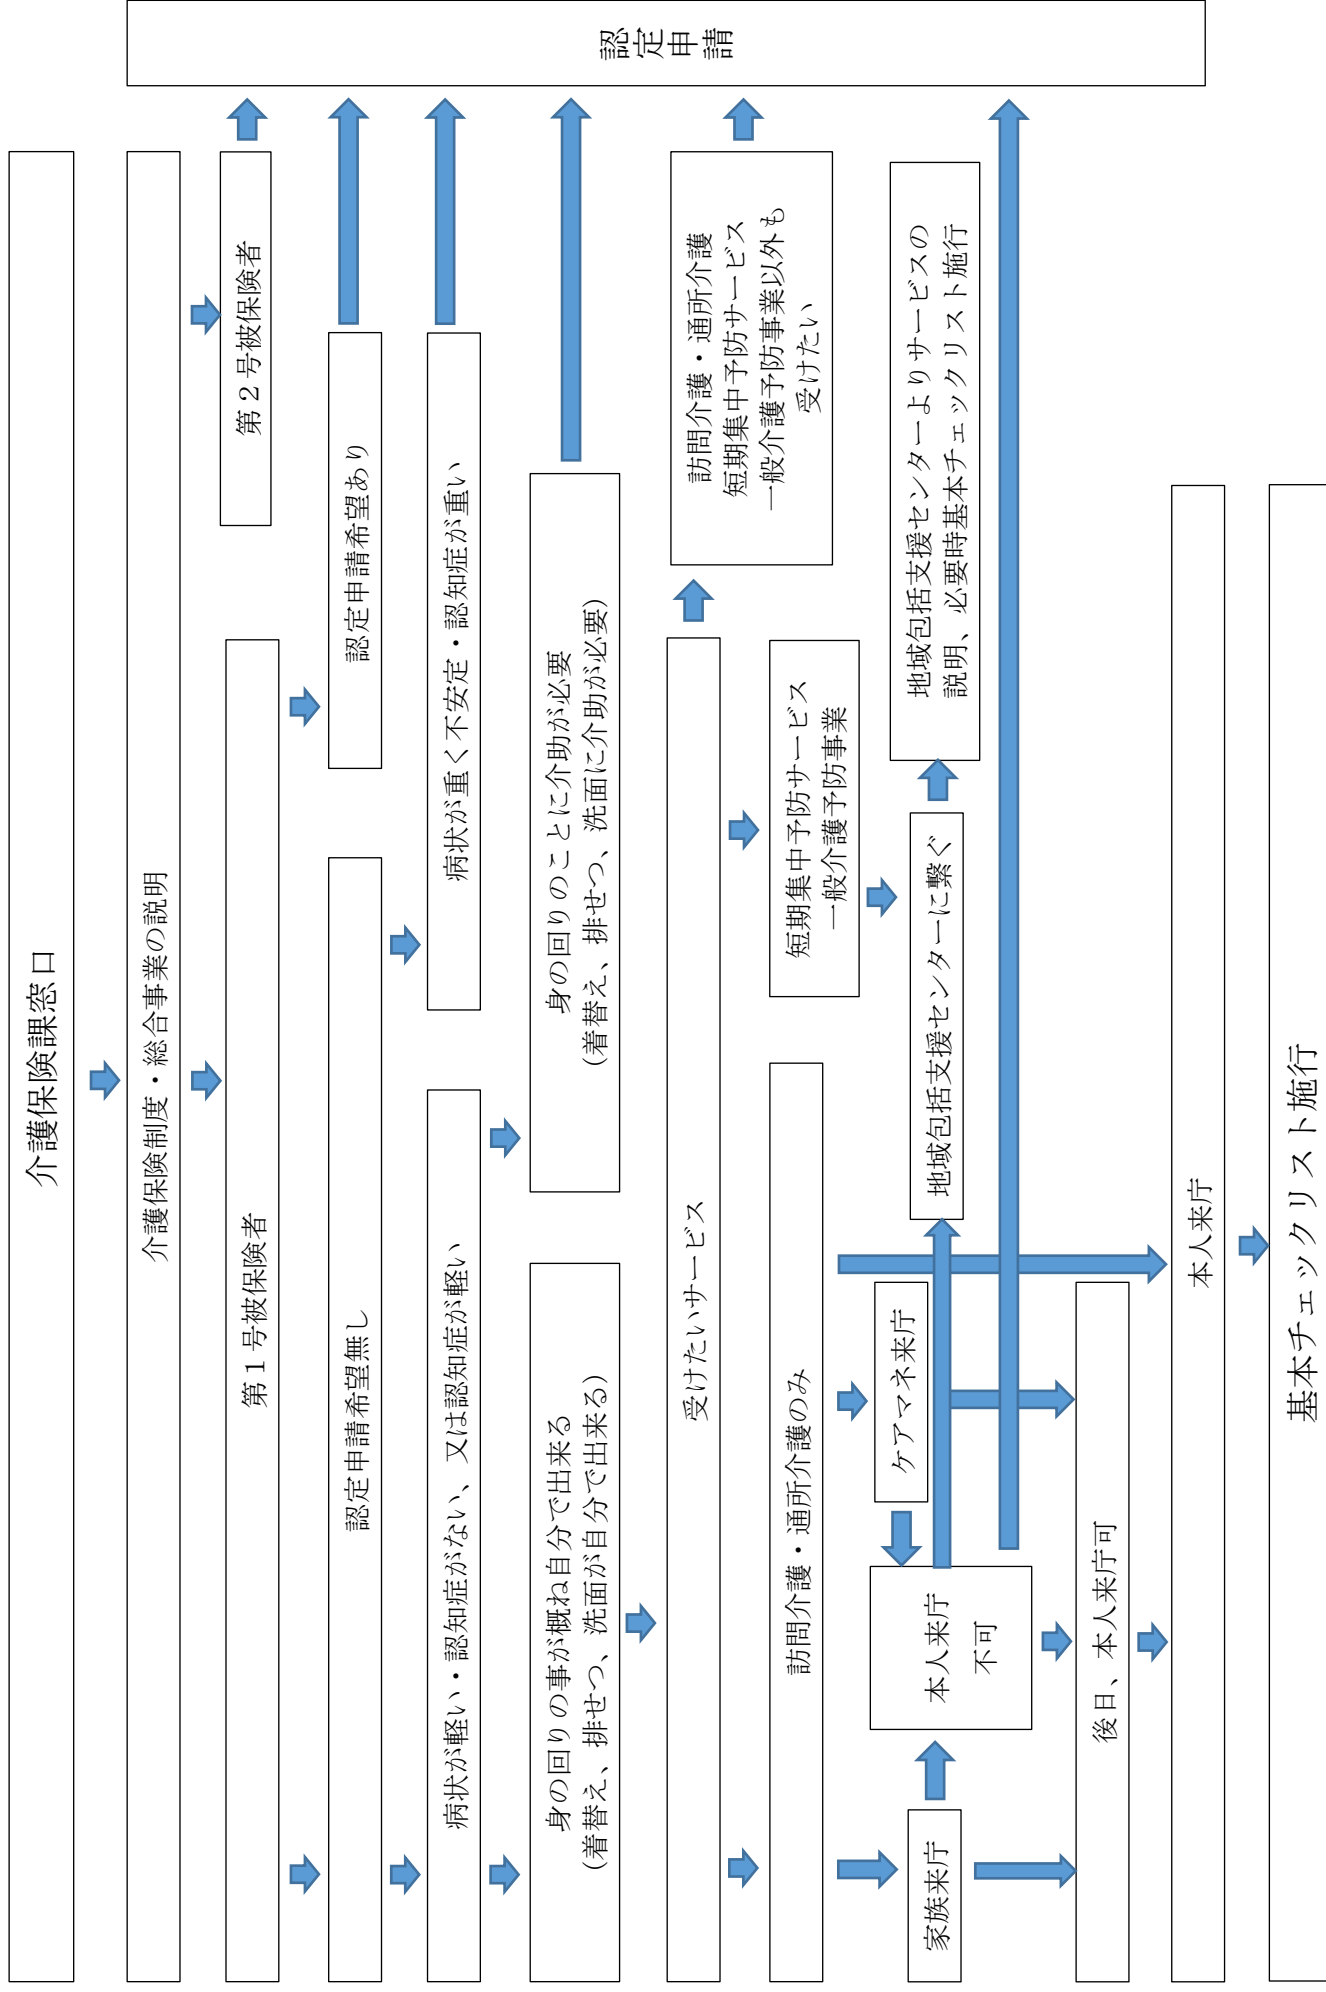 介護保険課窓口
介護保険制度・総合事業の説明
第1号被保険者
第2号被保険者
認定申請希望無し
認定申請希望あり
病状が軽い・認知症がない、又は認知症が軽い
病状が重く不安定・認知症が重い
身の回りの事が概ね自分で出来る
(着替え、排せつ、洗面が自分で出来る)
身の回りのことに介助が必要
(着替え、排せつ、洗面に介助が必要)
受けたいサービス
訪問介護・通所介護
短期集中予防サービス
一般介護予防事業以外も
受けたい
訪問介護・通所介護のみ
短期集中予防サービス
一般介護予防事業
家族来庁
本人来庁
不可
ケアマネ来庁
地域包括支援センターに繋ぐ
地域包括支援センターよりサービスの
説明、必要時基本チェックリスト施行
後日、本人来庁可
本人来庁
基本チェックリスト施行
認定申請